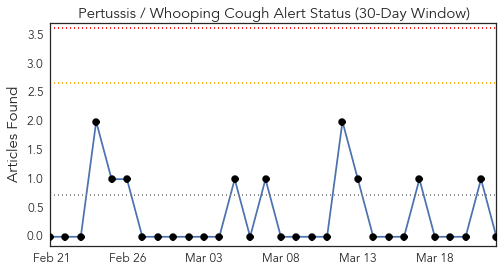 Pertussis / Whooping Cough Alert Status (30-Day Window)
Articles Found
3.5
3.0
2.5
2.0
1.5
1.0
0.5
0.0
Feb 21 Feb 26 Mar 03 Mar 08 Mar 13 Mar 18